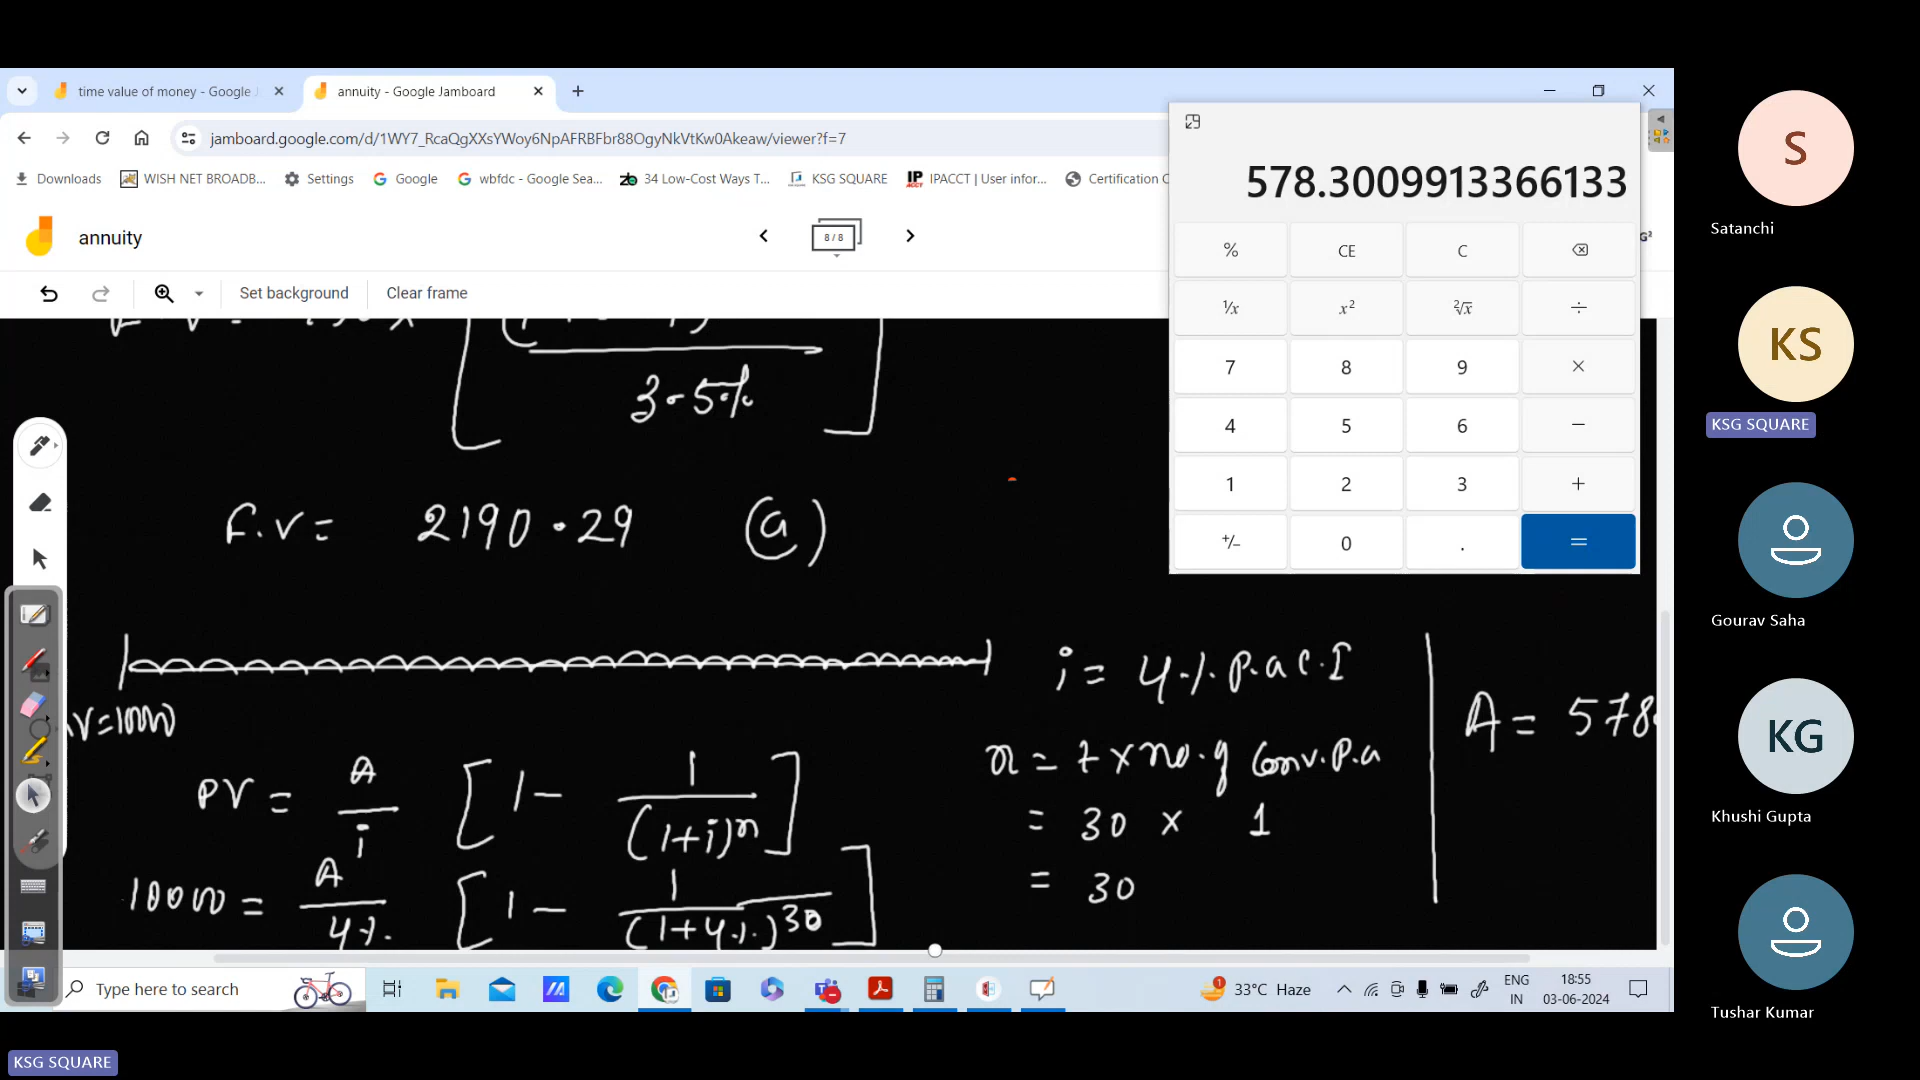 time value of money - Google J
annuity - Google Jamboard
jamboard.google.com/d/1WY7_RcaQgXXsYWoy6NpAFRBFbr88OgyNkVtKw0Akeaw/viewer?f=7
Downloads
WISH NET BROADB...
Settings
Google
wbfdc - Google Sea...
34 Low-Cost Ways T...
KSG SQUARE
IPACCT | User infor...
Certification C
annuity
8 / 8
Set background
Clear frame
578.3009913366133
% CE C
1/x x² ²√x ÷
7 8 9 ×
4 5 6 −
1 2 3 +
+/− 0 . =
3.5%
F.V = 2190.29 (a)
V=10000
i = 4% P.a C.I
A = 578
n = t x no. of Conv. P.a
PV = A/i [1 - 1/(1+i)^n]
= 30 x 1
10000 = A/4% [1 - 1/(1+4%)^30]
= 30
Type here to search
33°C Haze
ENG
IN
18:55
03-06-2024
S
Satanchi
KS
KSG SQUARE
Gourav Saha
KG
Khushi Gupta
Tushar Kumar
KSG SQUARE